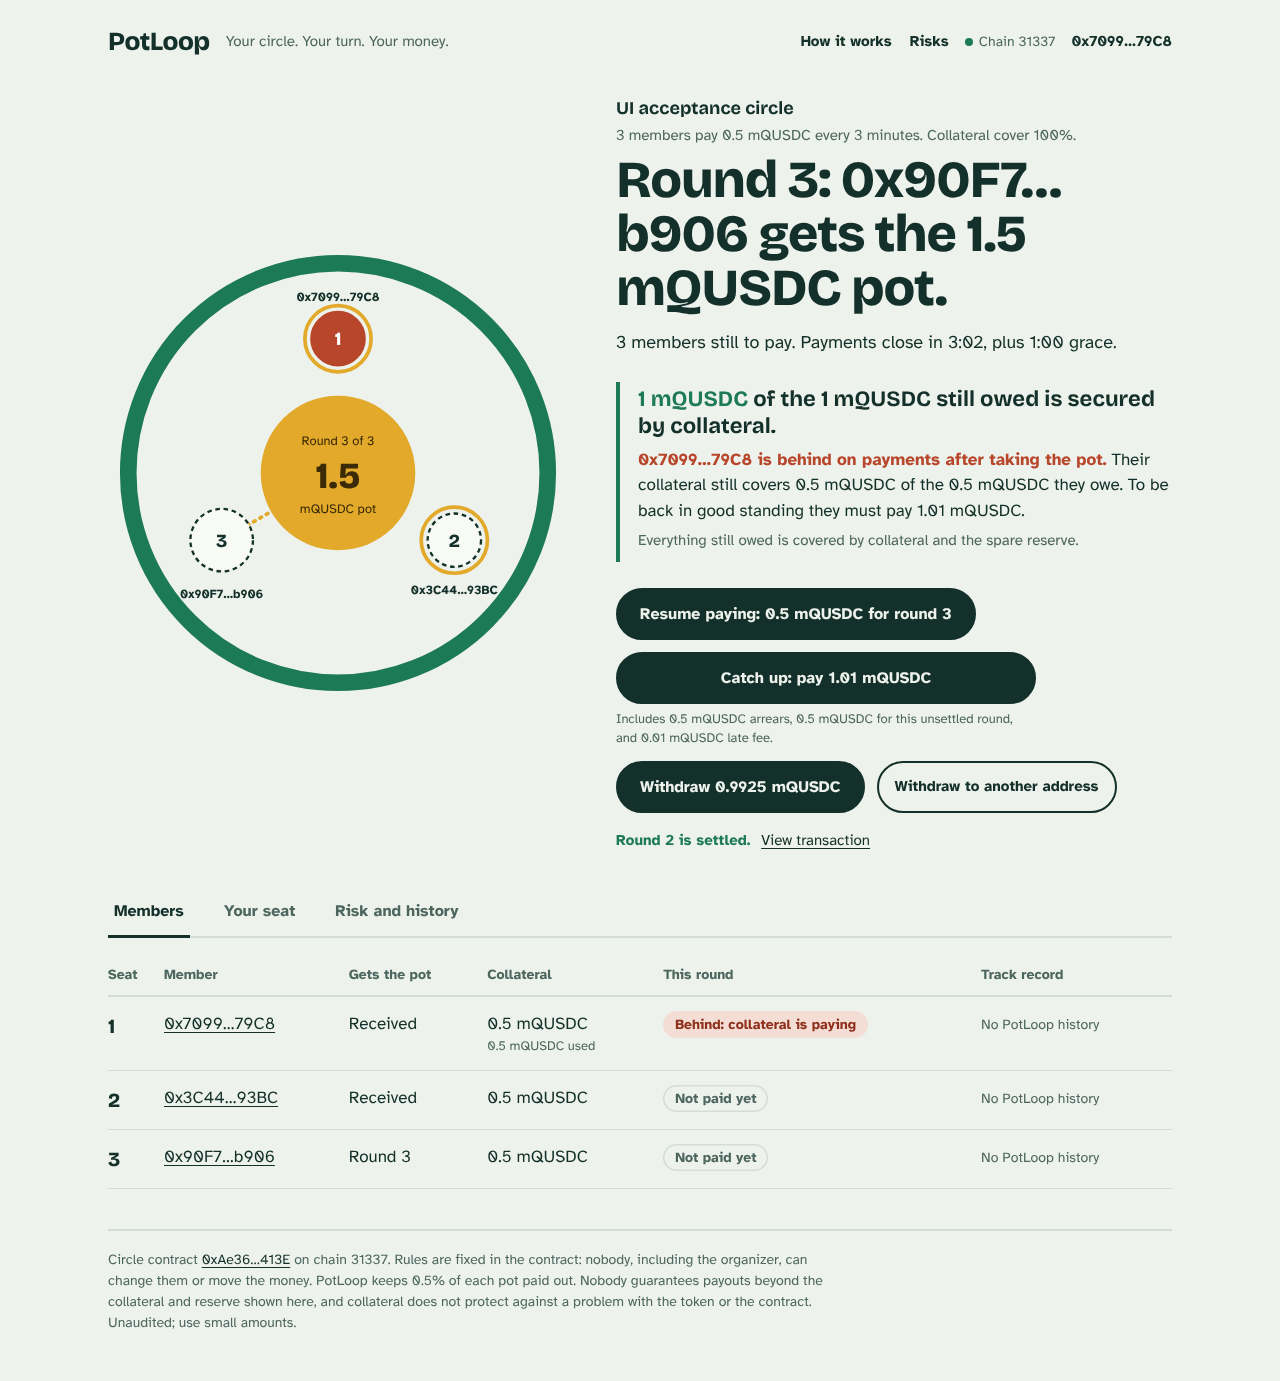 PotLoop
Your circle. Your turn. Your money.
How it works
Risks
Chain 31337
0x7099…79C8
UI acceptance circle
3 members pay 0.5 mQUSDC every 3 minutes. Collateral cover 100%.
Round 3: 0x90F7…
b906 gets the 1.5
mQUSDC pot.
3 members still to pay. Payments close in 3:02, plus 1:00 grace.
0x7099…79C8
1
Round 3 of 3
1.5
mQUSDC pot
3
0x90F7…b906
2
0x3C44…93BC
1 mQUSDC of the 1 mQUSDC still owed is secured
by collateral.
0x7099…79C8 is behind on payments after taking the pot. Their
collateral still covers 0.5 mQUSDC of the 0.5 mQUSDC they owe. To be
back in good standing they must pay 1.01 mQUSDC.
Everything still owed is covered by collateral and the spare reserve.
Resume paying: 0.5 mQUSDC for round 3
Catch up: pay 1.01 mQUSDC
Includes 0.5 mQUSDC arrears, 0.5 mQUSDC for this unsettled round,
and 0.01 mQUSDC late fee.
Withdraw 0.9925 mQUSDC
Withdraw to another address
Round 2 is settled. View transaction
Members
Your seat
Risk and history
Seat Member Gets the pot Collateral This round Track record
1 0x7099…79C8 Received 0.5 mQUSDC Behind: collateral is paying No PotLoop history
0.5 mQUSDC used
2 0x3C44…93BC Received 0.5 mQUSDC Not paid yet No PotLoop history
3 0x90F7…b906 Round 3 0.5 mQUSDC Not paid yet No PotLoop history
Circle contract 0xAe36…413E on chain 31337. Rules are fixed in the contract: nobody, including the organizer, can
change them or move the money. PotLoop keeps 0.5% of each pot paid out. Nobody guarantees payouts beyond the
collateral and reserve shown here, and collateral does not protect against a problem with the token or the contract.
Unaudited; use small amounts.